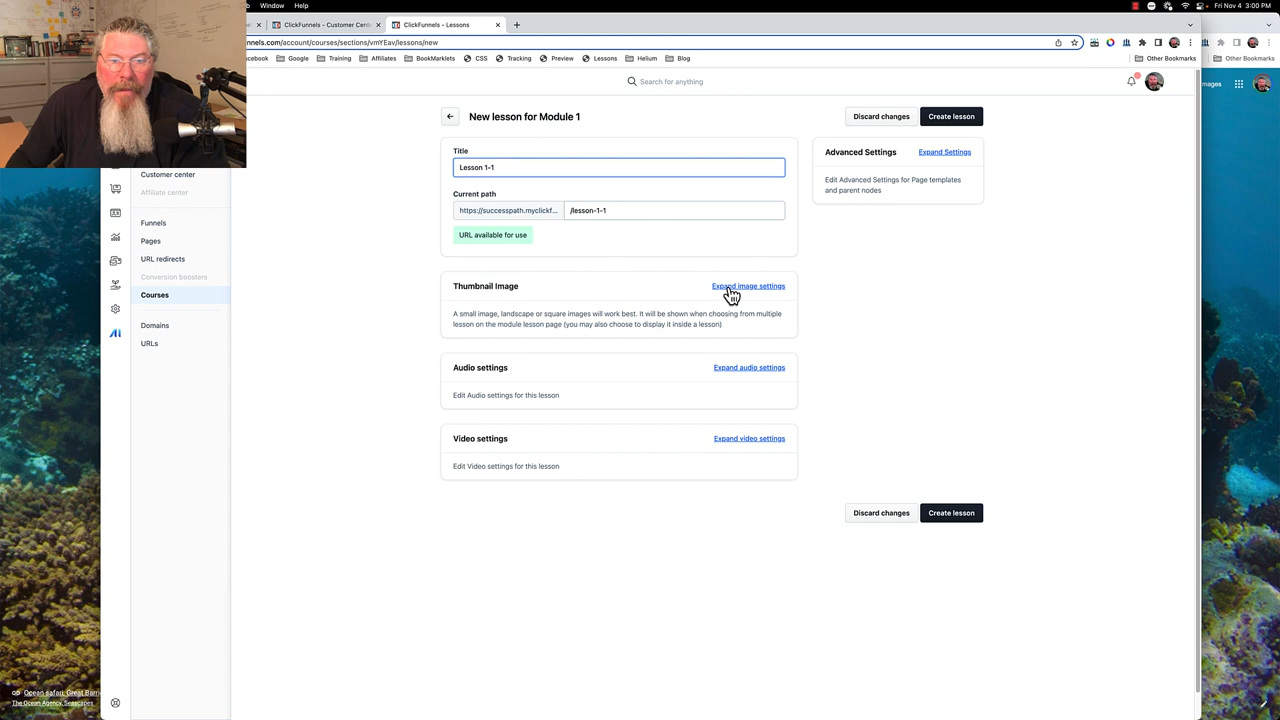 Window
Help
Fri Nov 4 3:00 PM
ClickFunnels - Customer Cent
ClickFunnels - Lessons
nnels.com/account/courses/sections/vmYEav/lessons/new
cebook
Google
Training
Affiliates
BookMarklets
CSS
Tracking
Preview
Lessons
Helium
Blog
Other Bookmarks
Other Bookmarks
Search for anything
mages
New lesson for Module 1
Discard changes
Create lesson
Title
Lesson 1-1
Current path
https://successpath.myclickf...
/lesson-1-1
URL available for use
Advanced Settings
Expand Settings
Edit Advanced Settings for Page templates
and parent nodes
Customer center
Affiliate center
Funnels
Pages
URL redirects
Conversion boosters
Courses
Domains
URLs
Thumbnail Image
Expand image settings
A small image, landscape or square images will work best. It will be shown when choosing from multiple
lesson on the module lesson page (you may also choose to display it inside a lesson)
Audio settings
Expand audio settings
Edit Audio settings for this lesson
Video settings
Expand video settings
Edit Video settings for this lesson
Discard changes
Create lesson
Ocean safari, Great Barri
The Ocean Agency, Seascapes